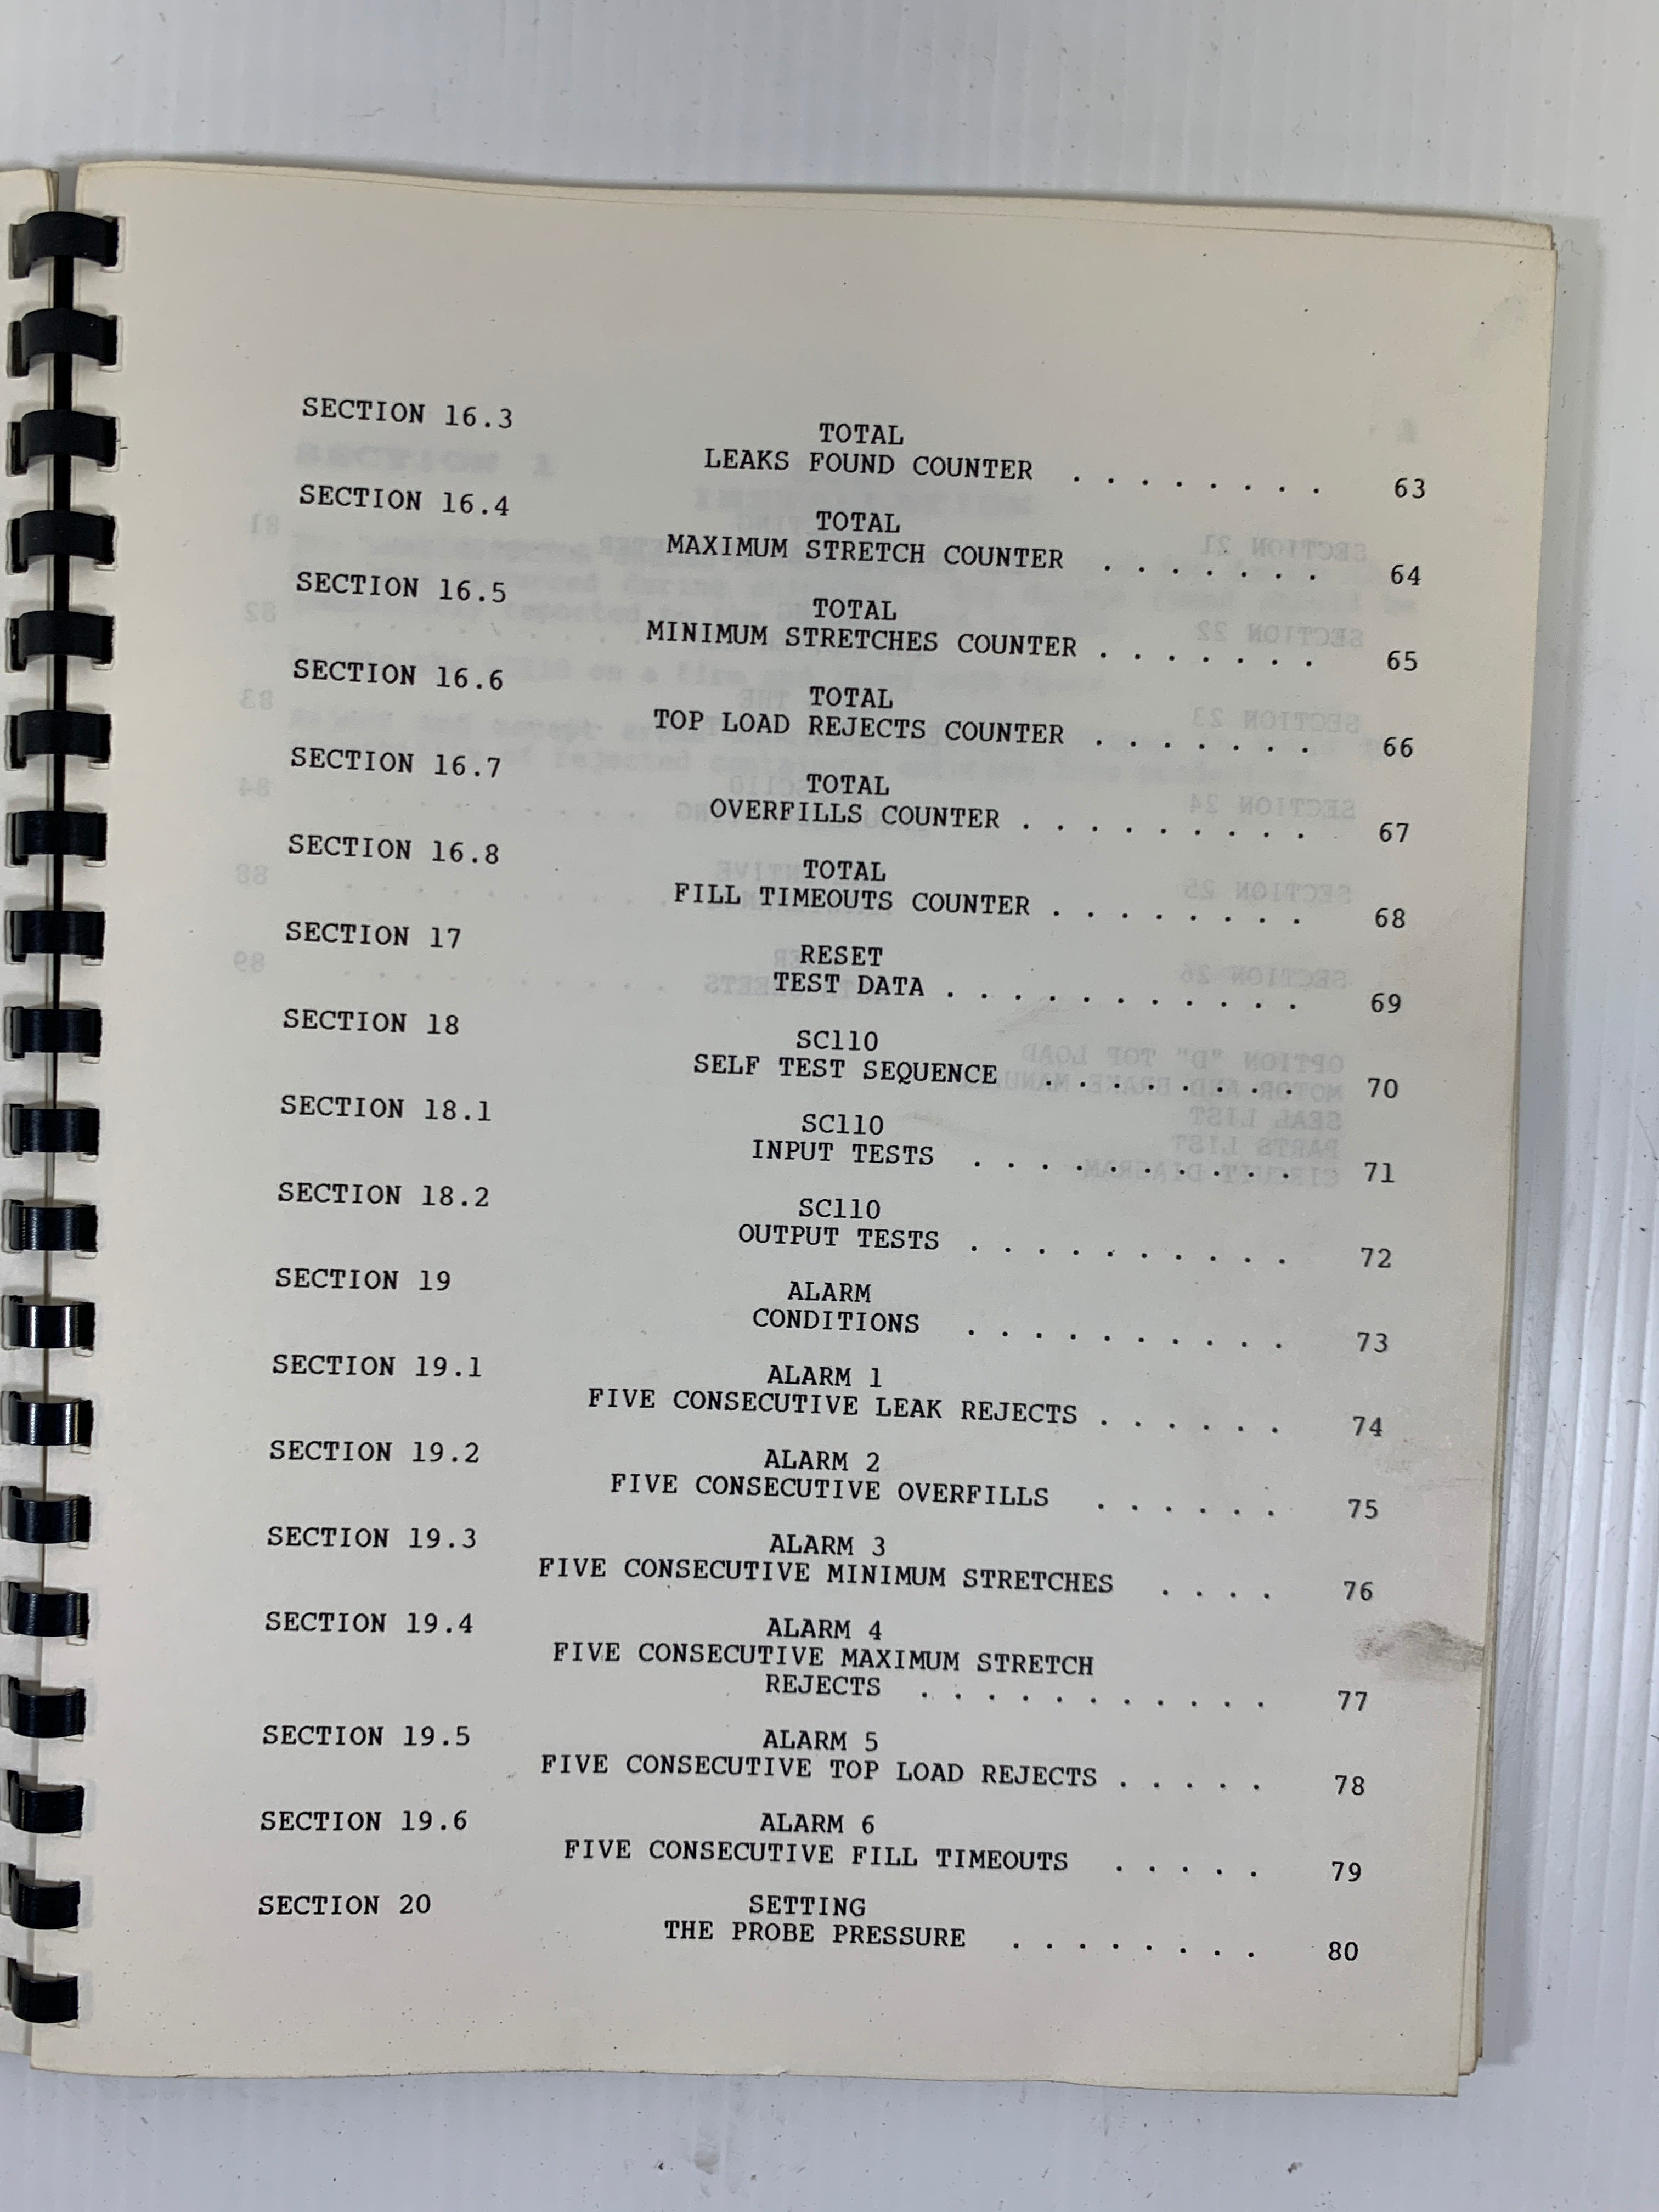 SECTION 16.3
TOTAL
LEAKS FOUND COUNTER . . . . . . . . 63
SECTION 16.4
TOTAL
MAXIMUM STRETCH COUNTER . . . . . . . 64
SECTION 16.5
TOTAL
MINIMUM STRETCHES COUNTER . . . . . . . 65
SECTION 16.6
TOTAL
TOP LOAD REJECTS COUNTER . . . . . . . 66
SECTION 16.7
TOTAL
OVERFILLS COUNTER . . . . . . . . . 67
SECTION 16.8
TOTAL
FILL TIMEOUTS COUNTER . . . . . . . . 68
SECTION 17
RESET
TEST DATA . . . . . . . . . . . 69
SECTION 18
SC110
SELF TEST SEQUENCE . . . . . . . . 70
SECTION 18.1
SC110
INPUT TESTS . . . . . . . . . . 71
SECTION 18.2
SC110
OUTPUT TESTS . . . . . . . . . . 72
SECTION 19
ALARM
CONDITIONS . . . . . . . . . . 73
SECTION 19.1
ALARM 1
FIVE CONSECUTIVE LEAK REJECTS . . . . . . 74
SECTION 19.2
ALARM 2
FIVE CONSECUTIVE OVERFILLS . . . . . . 75
SECTION 19.3
ALARM 3
FIVE CONSECUTIVE MINIMUM STRETCHES . . . . 76
SECTION 19.4
ALARM 4
FIVE CONSECUTIVE MAXIMUM STRETCH
REJECTS . . . . . . . . . . . 77
SECTION 19.5
ALARM 5
FIVE CONSECUTIVE TOP LOAD REJECTS . . . . . 78
SECTION 19.6
ALARM 6
FIVE CONSECUTIVE FILL TIMEOUTS . . . . . 79
SECTION 20
SETTING
THE PROBE PRESSURE . . . . . . . . 80